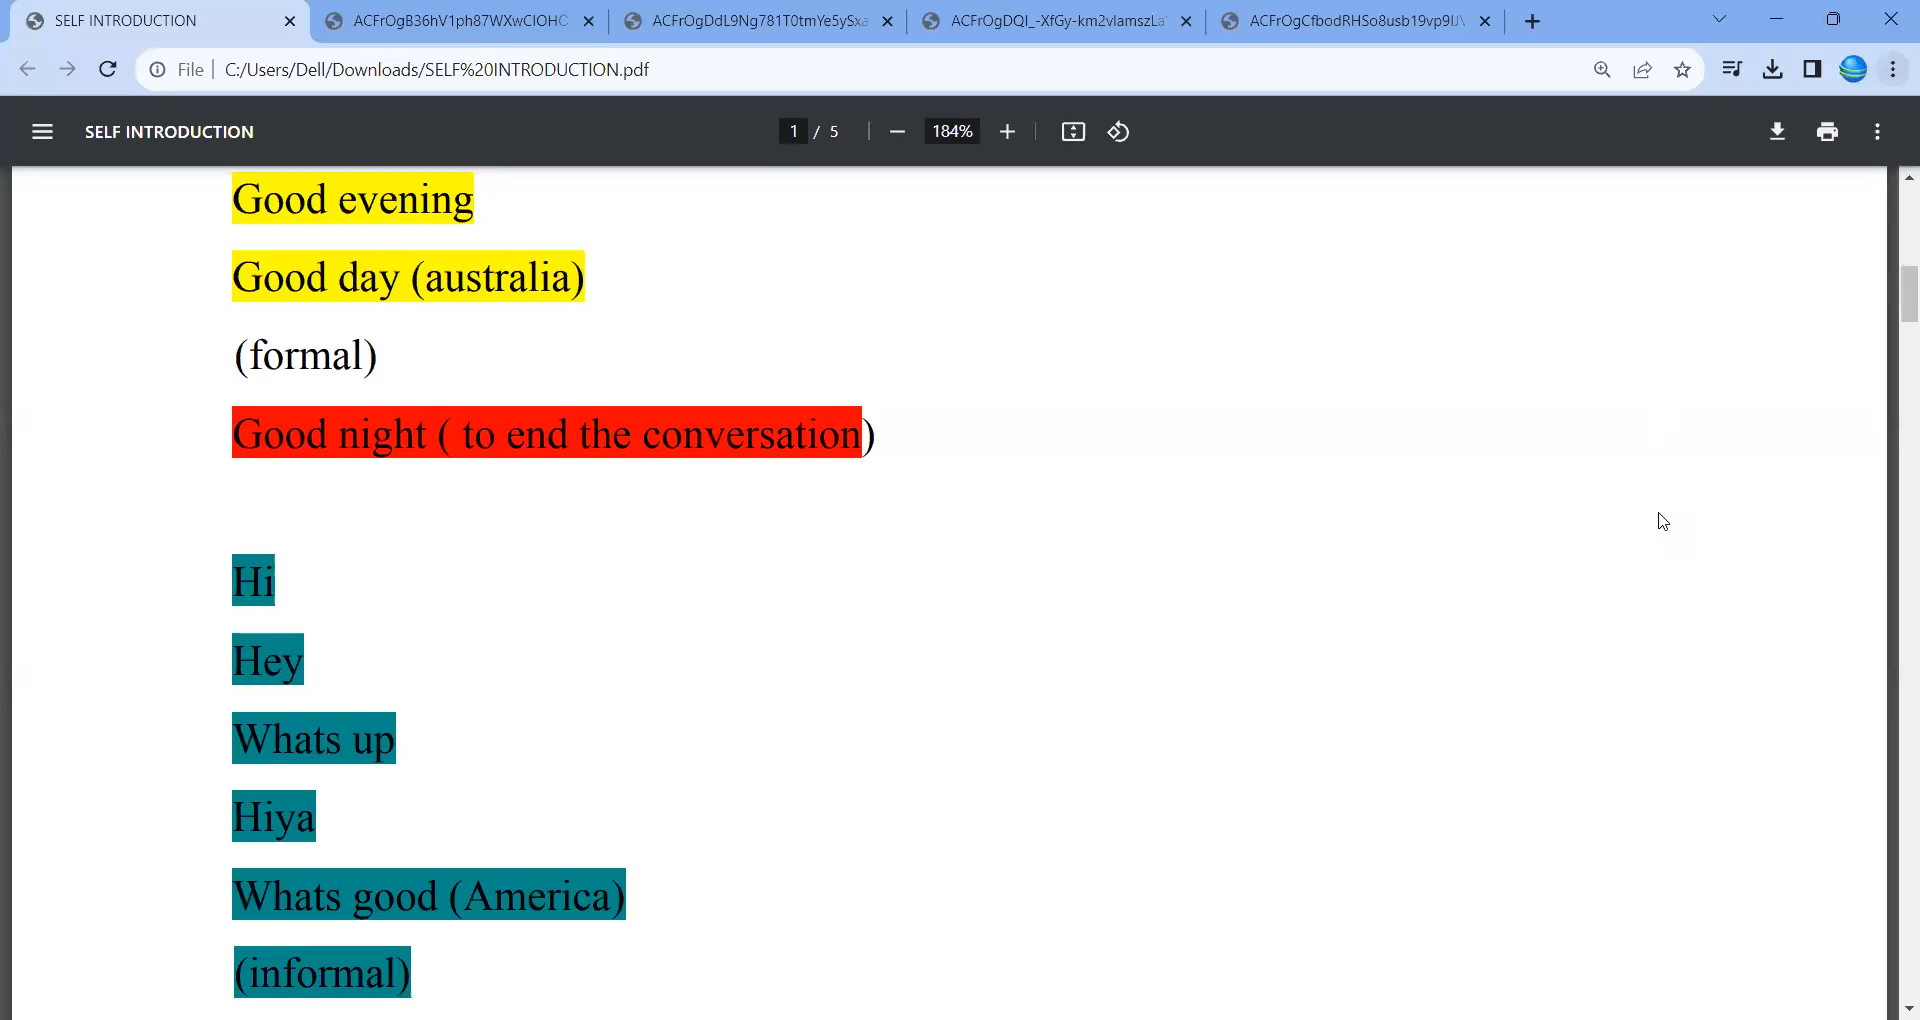 SELF INTRODUCTION
ACFrOgB36hV1ph87WXwCIOHC
ACFrOgDdL9Ng781T0tmYe5ySxa
ACFrOgDQI_-XfGy-km2vlamszLa
ACFrOgCfbodRHSo8usb19vp9IJ
File
C:/Users/Dell/Downloads/SELF%20INTRODUCTION.pdf
SELF INTRODUCTION
1 / 5
184%
Good evening
Good day (australia)
(formal)
Good night ( to end the conversation)
Hi
Hey
Whats up
Hiya
Whats good (America)
(informal)